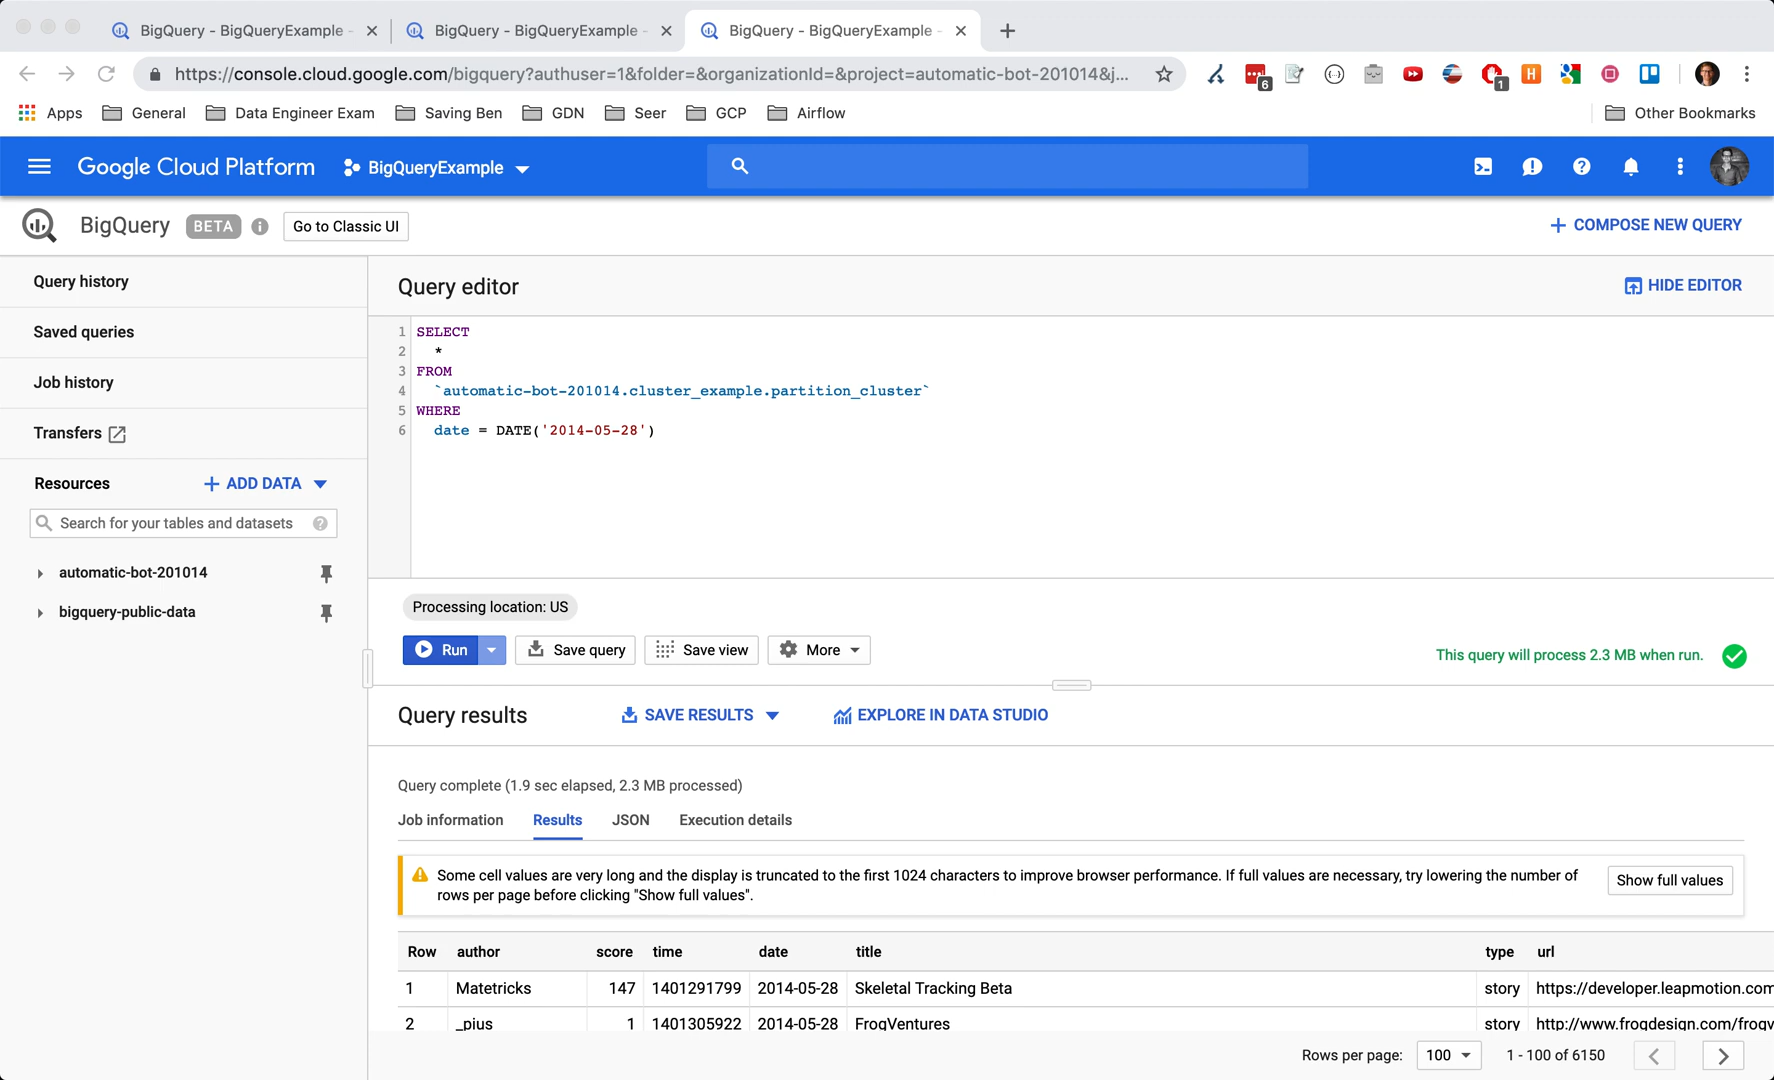 BigQuery - BigQueryExample -
BigQuery - BigQueryExample -
BigQuery - BigQueryExample -
https://console.cloud.google.com/bigquery?authuser=1&folder=&organizationId=&project=automatic-bot-201014&j...
6
1
H
Apps General Data Engineer Exam Saving Ben GDN Seer GCP Airflow Other Bookmarks
Google Cloud Platform BigQueryExample
BigQuery BETA Go to Classic UI COMPOSE NEW QUERY
Query history
Saved queries
Job history
Transfers
Resources + ADD DATA
Search for your tables and datasets ?
automatic-bot-201014
bigquery-public-data
Query editor HIDE EDITOR
1 SELECT
2 *
3 FROM
4 `automatic-bot-201014.cluster_example.partition_cluster`
5 WHERE
6 date = DATE('2014-05-28')
Processing location: US
Run Save query Save view More
This query will process 2.3 MB when run.
Query results SAVE RESULTS EXPLORE IN DATA STUDIO
Query complete (1.9 sec elapsed, 2.3 MB processed)
Job information Results JSON Execution details
Some cell values are very long and the display is truncated to the first 1024 characters to improve browser performance. If full values are necessary, try lowering the number of
rows per page before clicking "Show full values".
Show full values
Row author score time date title type url
1 Matetricks 147 1401291799 2014-05-28 Skeletal Tracking Beta story https://developer.leapmotion.com
2 _pius 1 1401305922 2014-05-28 FrogVentures story http://www.frogdesign.com/frogv
Rows per page: 100 1 - 100 of 6150